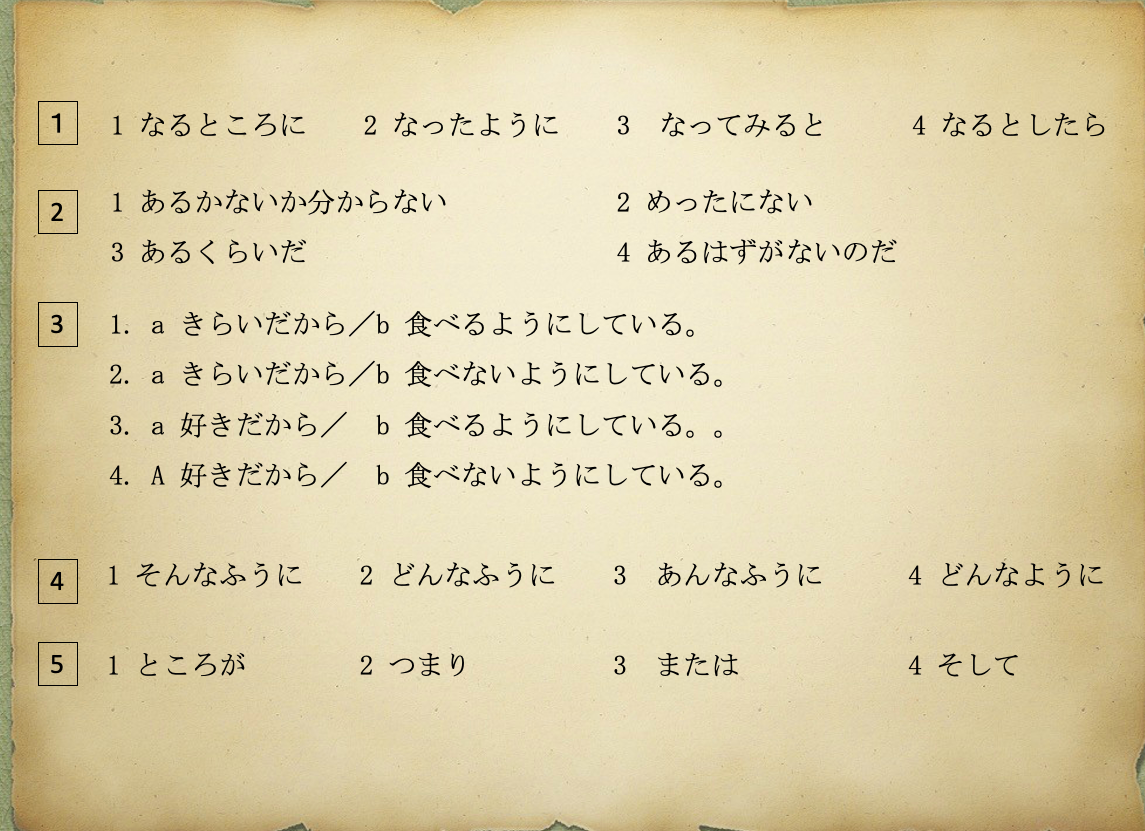 1 1 なるところに 2 なったように 3 なってみると 4 なるとしたら
2 1 あるかないか分からない 2 めったにない
3 あるくらいだ 4 あるはずがないのだ
3 1. a きらいだから／b 食べるようにしている。
2. a きらいだから／b 食べないようにしている。
3. a 好きだから／ b 食べるようにしている。。
4. A 好きだから／ b 食べないようにしている。
4 1 そんなふうに 2 どんなふうに 3 あんなふうに 4 どんなように
5 1 ところが 2 つまり 3 または 4 そして